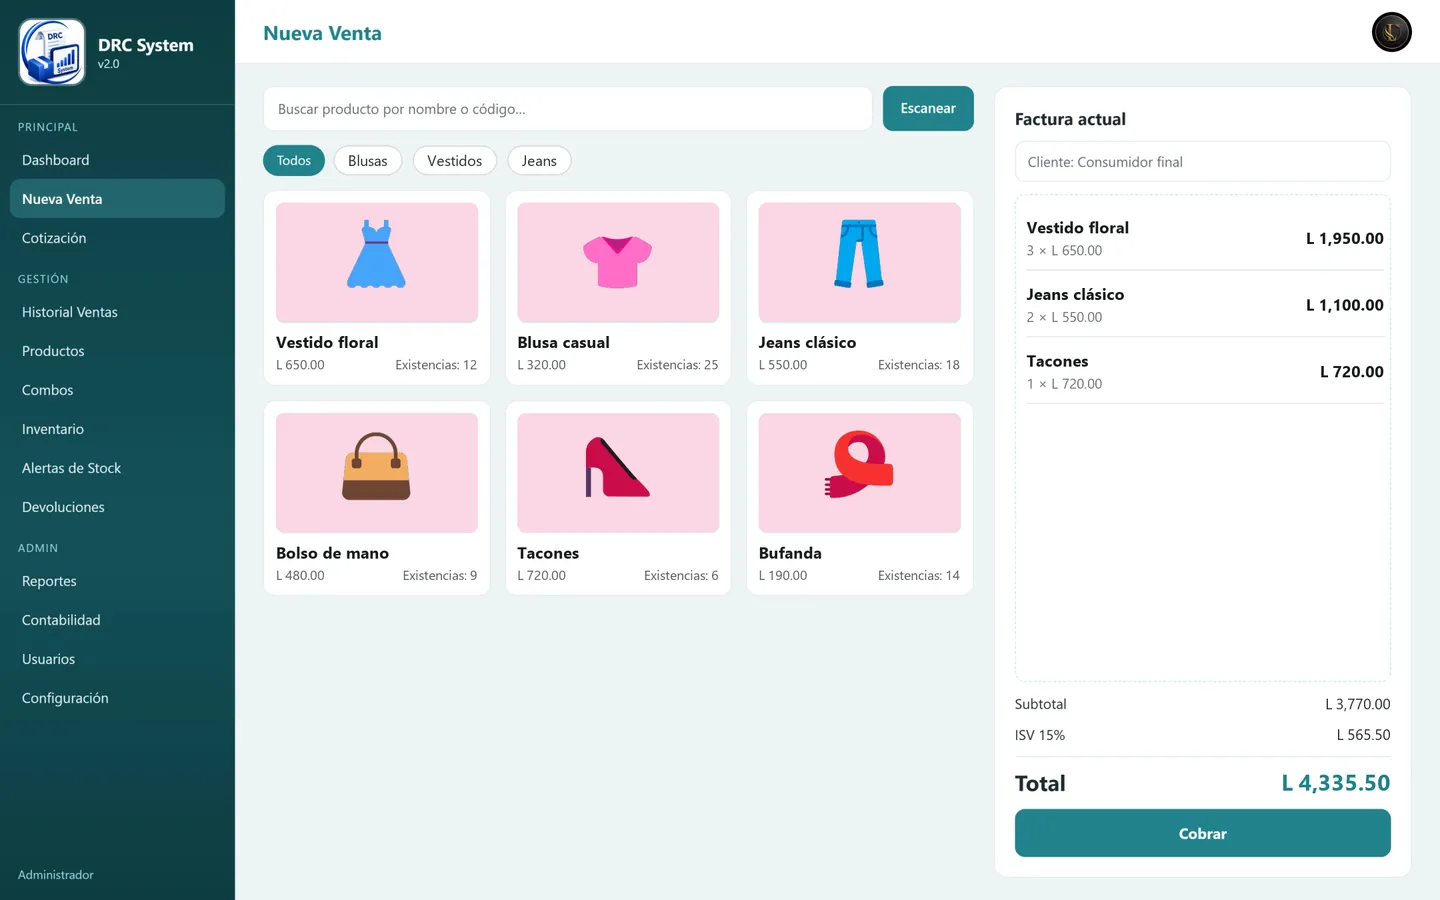 DRC
System
DRC System
v2.0
PRINCIPAL
Dashboard
Nueva Venta
Cotización
GESTIÓN
Historial Ventas
Productos
Combos
Inventario
Alertas de Stock
Devoluciones
ADMIN
Reportes
Contabilidad
Usuarios
Configuración
Administrador
Nueva Venta
Buscar producto por nombre o código...
Escanear
Todos
Blusas
Vestidos
Jeans
Vestido floral
L 650.00 Existencias: 12
Blusa casual
L 320.00 Existencias: 25
Jeans clásico
L 550.00 Existencias: 18
Bolso de mano
L 480.00 Existencias: 9
Tacones
L 720.00 Existencias: 6
Bufanda
L 190.00 Existencias: 14
Factura actual
Cliente: Consumidor final
Vestido floral
3 × L 650.00
L 1,950.00
Jeans clásico
2 × L 550.00
L 1,100.00
Tacones
1 × L 720.00
L 720.00
Subtotal L 3,770.00
ISV 15% L 565.50
Total L 4,335.50
Cobrar